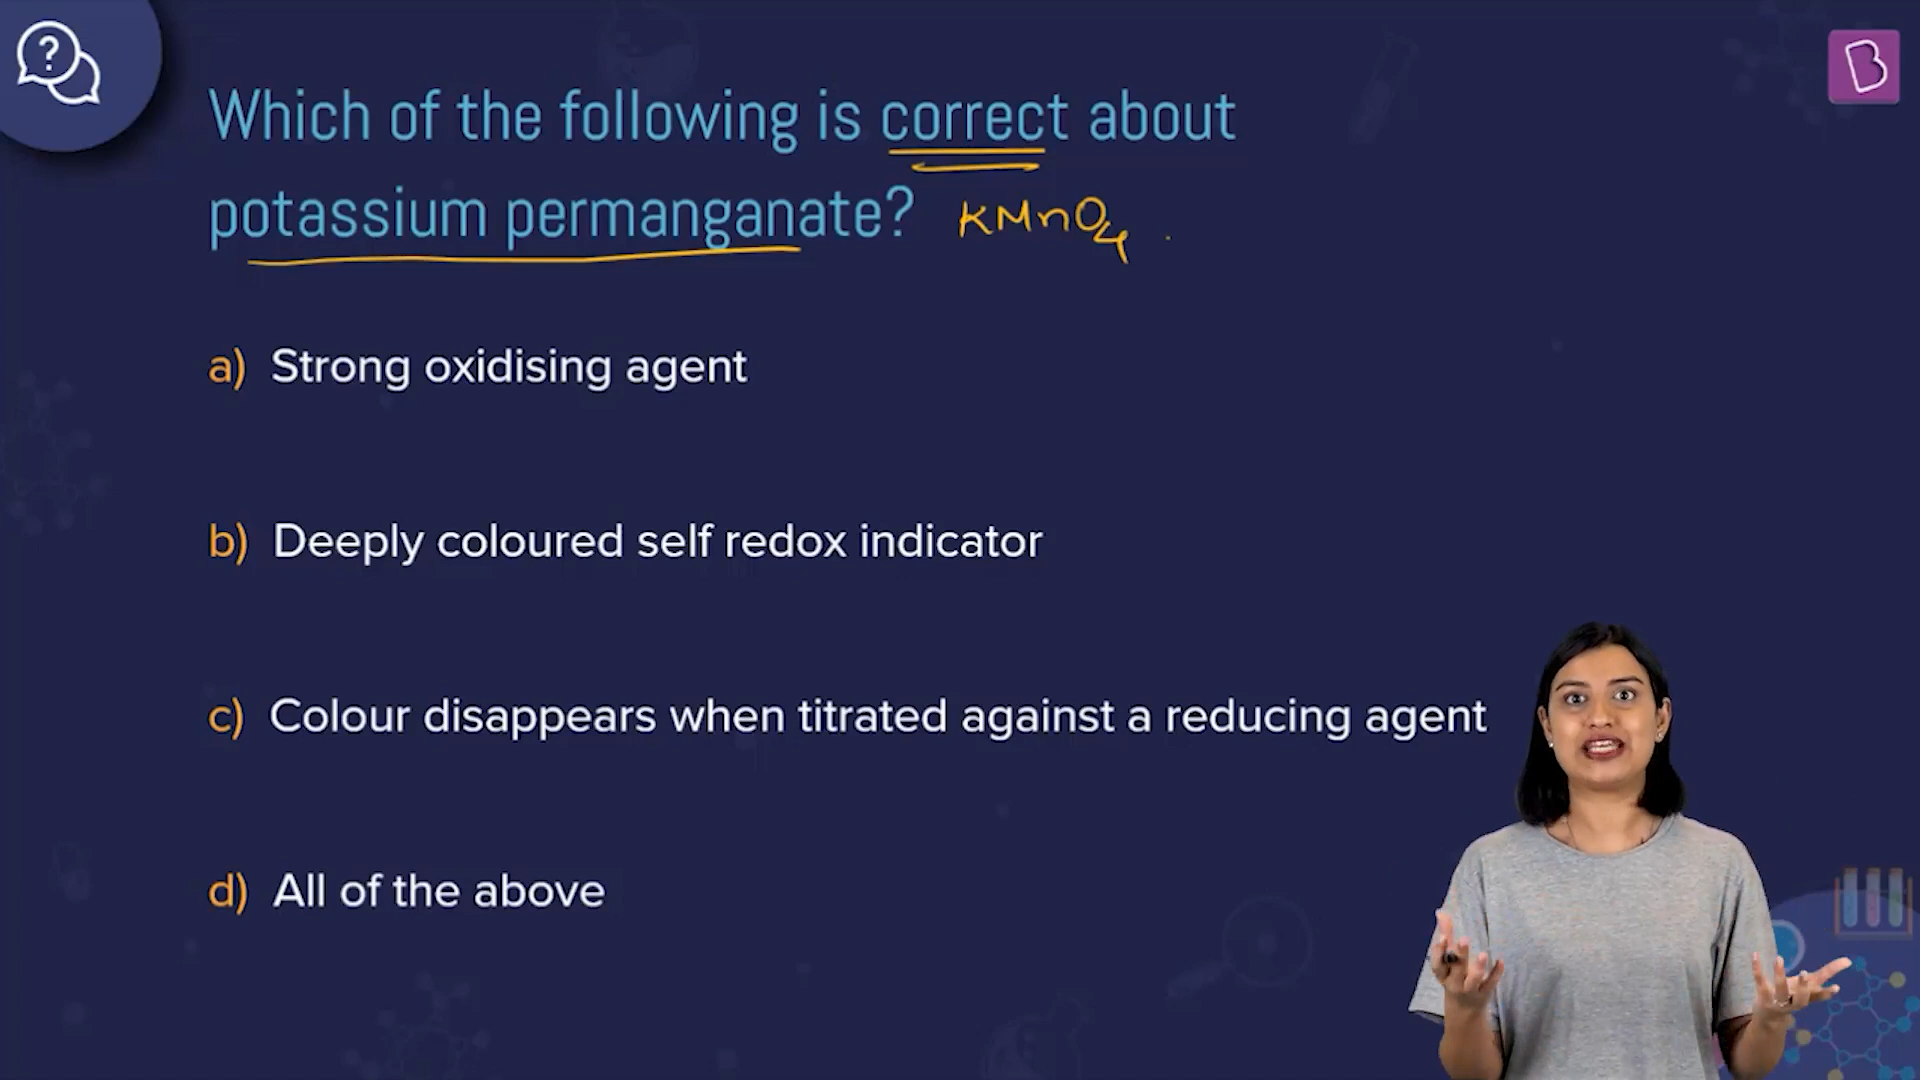 ?
B
Which of the following is correct about
potassium permanganate? KMnO4
a) Strong oxidising agent
b) Deeply coloured self redox indicator
c) Colour disappears when titrated against a reducing agent
d) All of the above